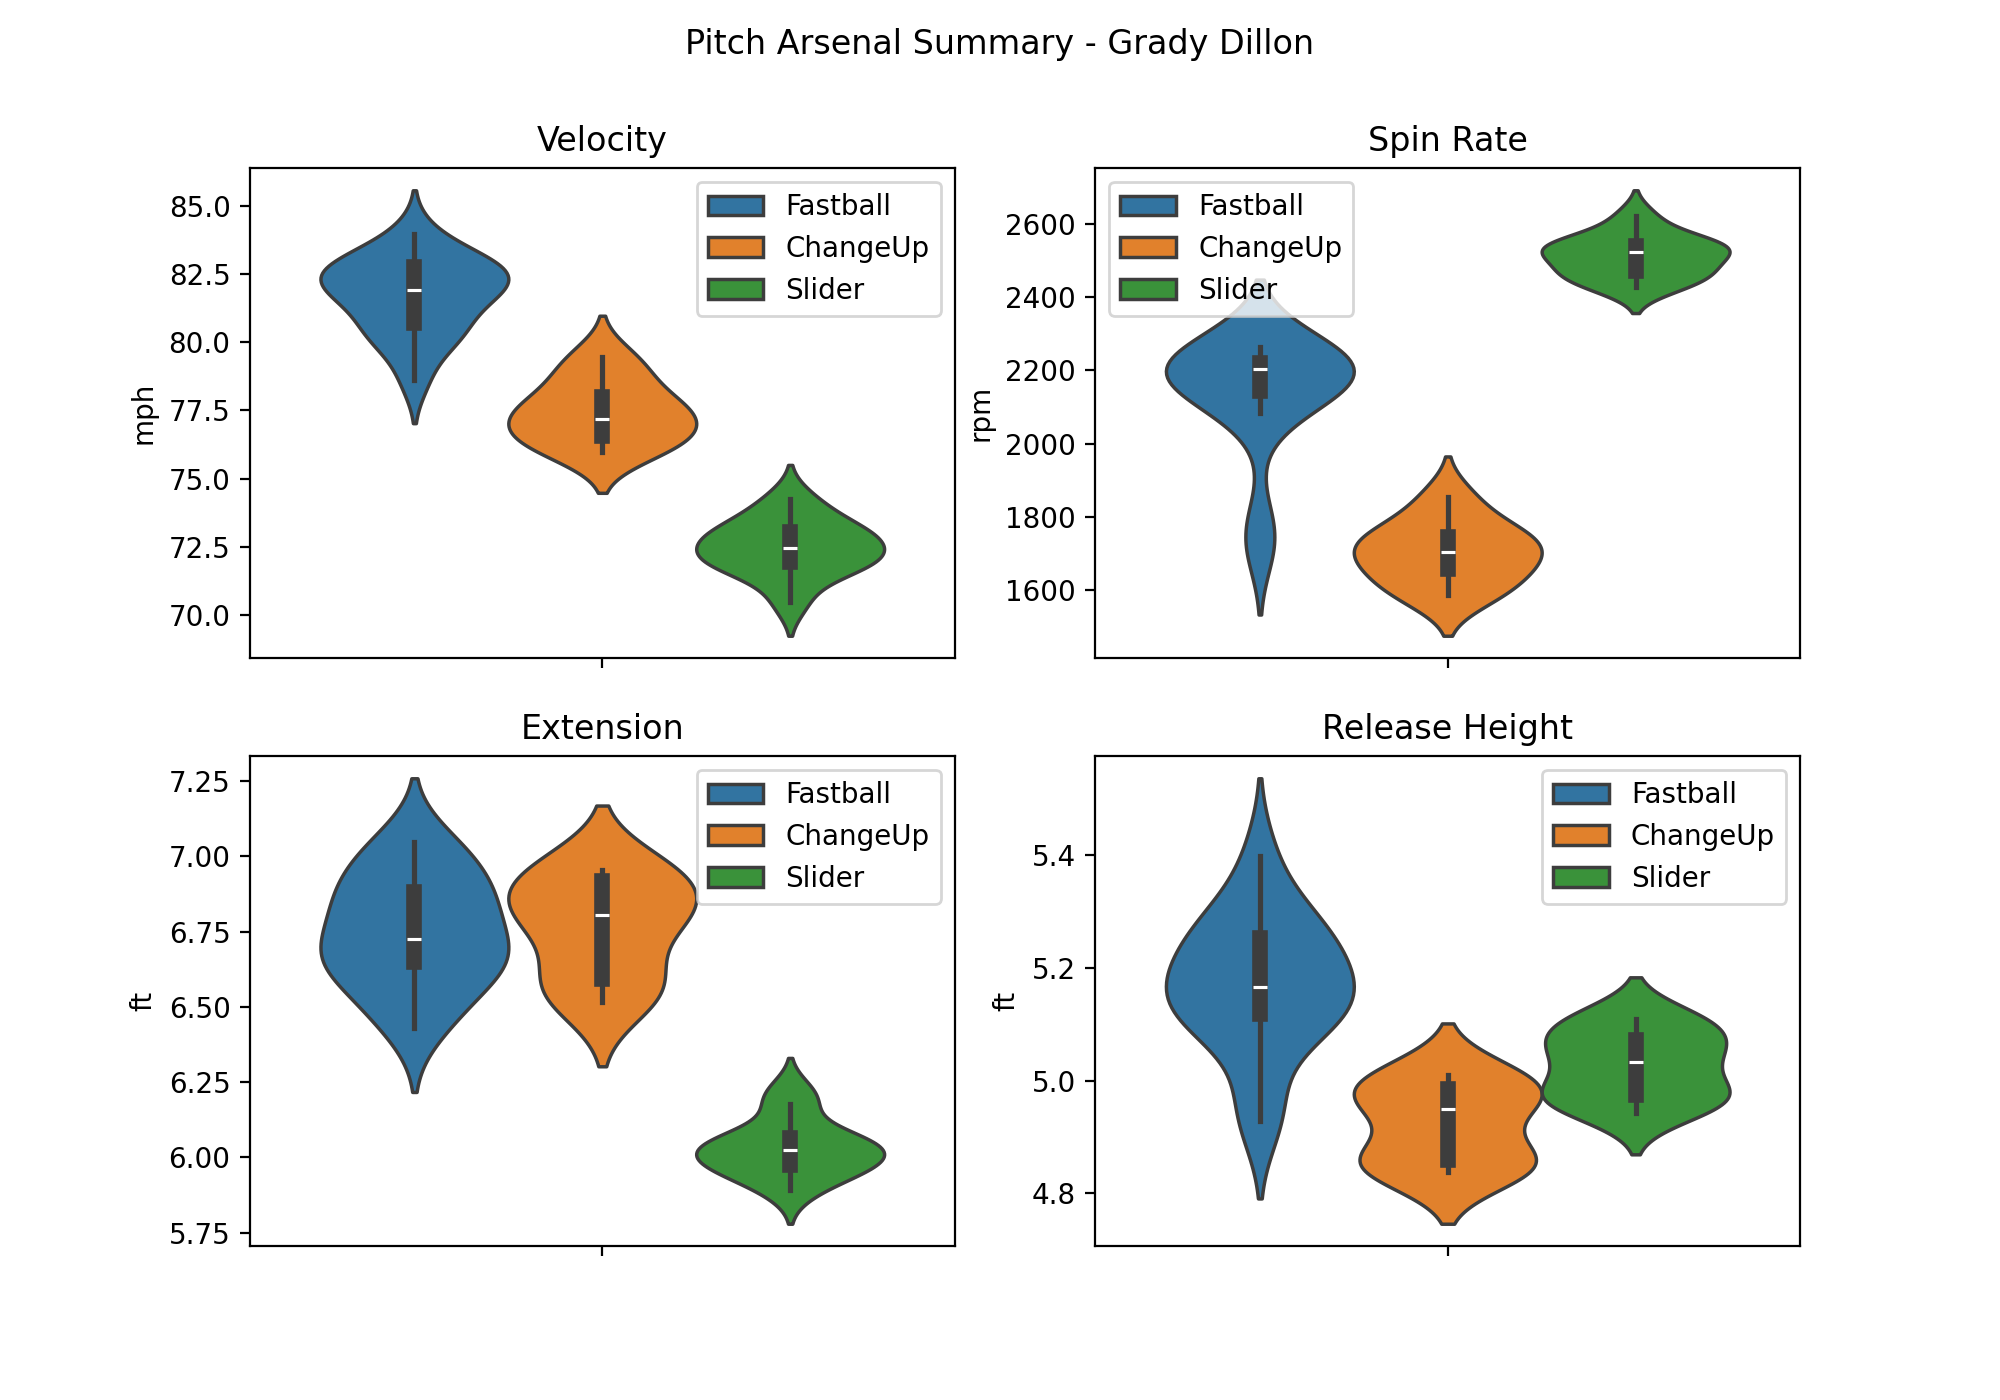 Pitch Arsenal Summary - Grady Dillon
Velocity
85.0
82.5
80.0
77.5
75.0
72.5
70.0
mph
Fastball
ChangeUp
Slider
Spin Rate
2600
2400
2200
2000
1800
1600
rpm
Fastball
ChangeUp
Slider
Extension
7.25
7.00
6.75
6.50
6.25
6.00
5.75
ft
Fastball
ChangeUp
Slider
Release Height
5.4
5.2
5.0
4.8
ft
Fastball
ChangeUp
Slider